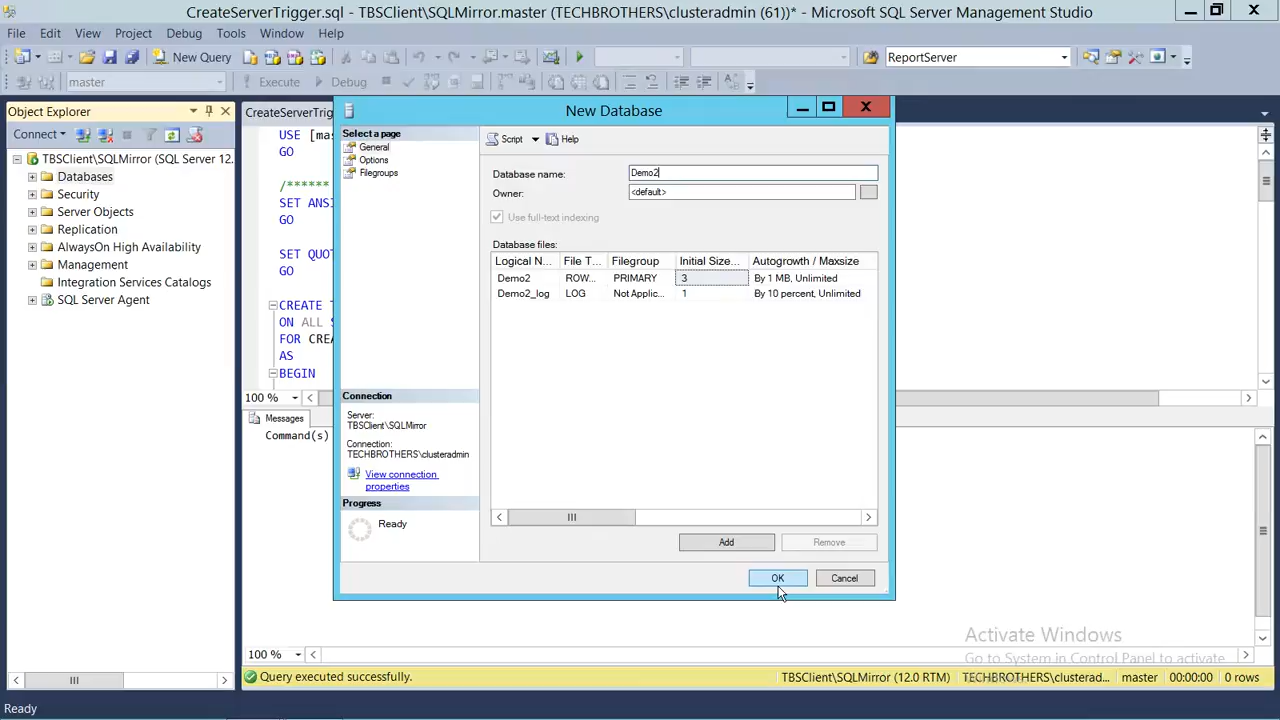 CreateServerTrigger.sql - TBSClient\SQLMirror.master (TECHBROTHERS\clusteradmin (61))* - Microsoft SQL Server Management Studio
File Edit View Project Debug Tools Window Help
New Query ReportServer
master Execute Debug
Object Explorer
Connect
TBSClient\SQLMirror (SQL Server 12.
Databases
Security
Server Objects
Replication
AlwaysOn High Availability
Management
Integration Services Catalogs
SQL Server Agent
CreateServerTrig
USE [mas
GO
/******
SET ANSI
GO
SET QUOT
GO
CREATE T
ON ALL S
FOR CREA
AS
BEGIN
100 %
Messages
Command(s)
100 %
New Database
Select a page
General
Options
Filegroups
Script Help
Database name: Demo2
Owner: <default>
Use full-text indexing
Database files:
Logical N... File T... Filegroup Initial Size... Autogrowth / Maxsize
Demo2 ROW... PRIMARY 3 By 1 MB, Unlimited
Demo2_log LOG Not Applic... 1 By 10 percent, Unlimited
Connection
Server:
TBSClient\SQLMirror
Connection:
TECHBROTHERS\clusteradmin
View connection
properties
Progress
Ready
Add Remove
OK Cancel
Activate Windows
Go to System in Control Panel to activate
Query executed successfully. TBSClient\SQLMirror (12.0 RTM) TECHBROTHERS\clusterad... master 00:00:00 0 rows
Ready